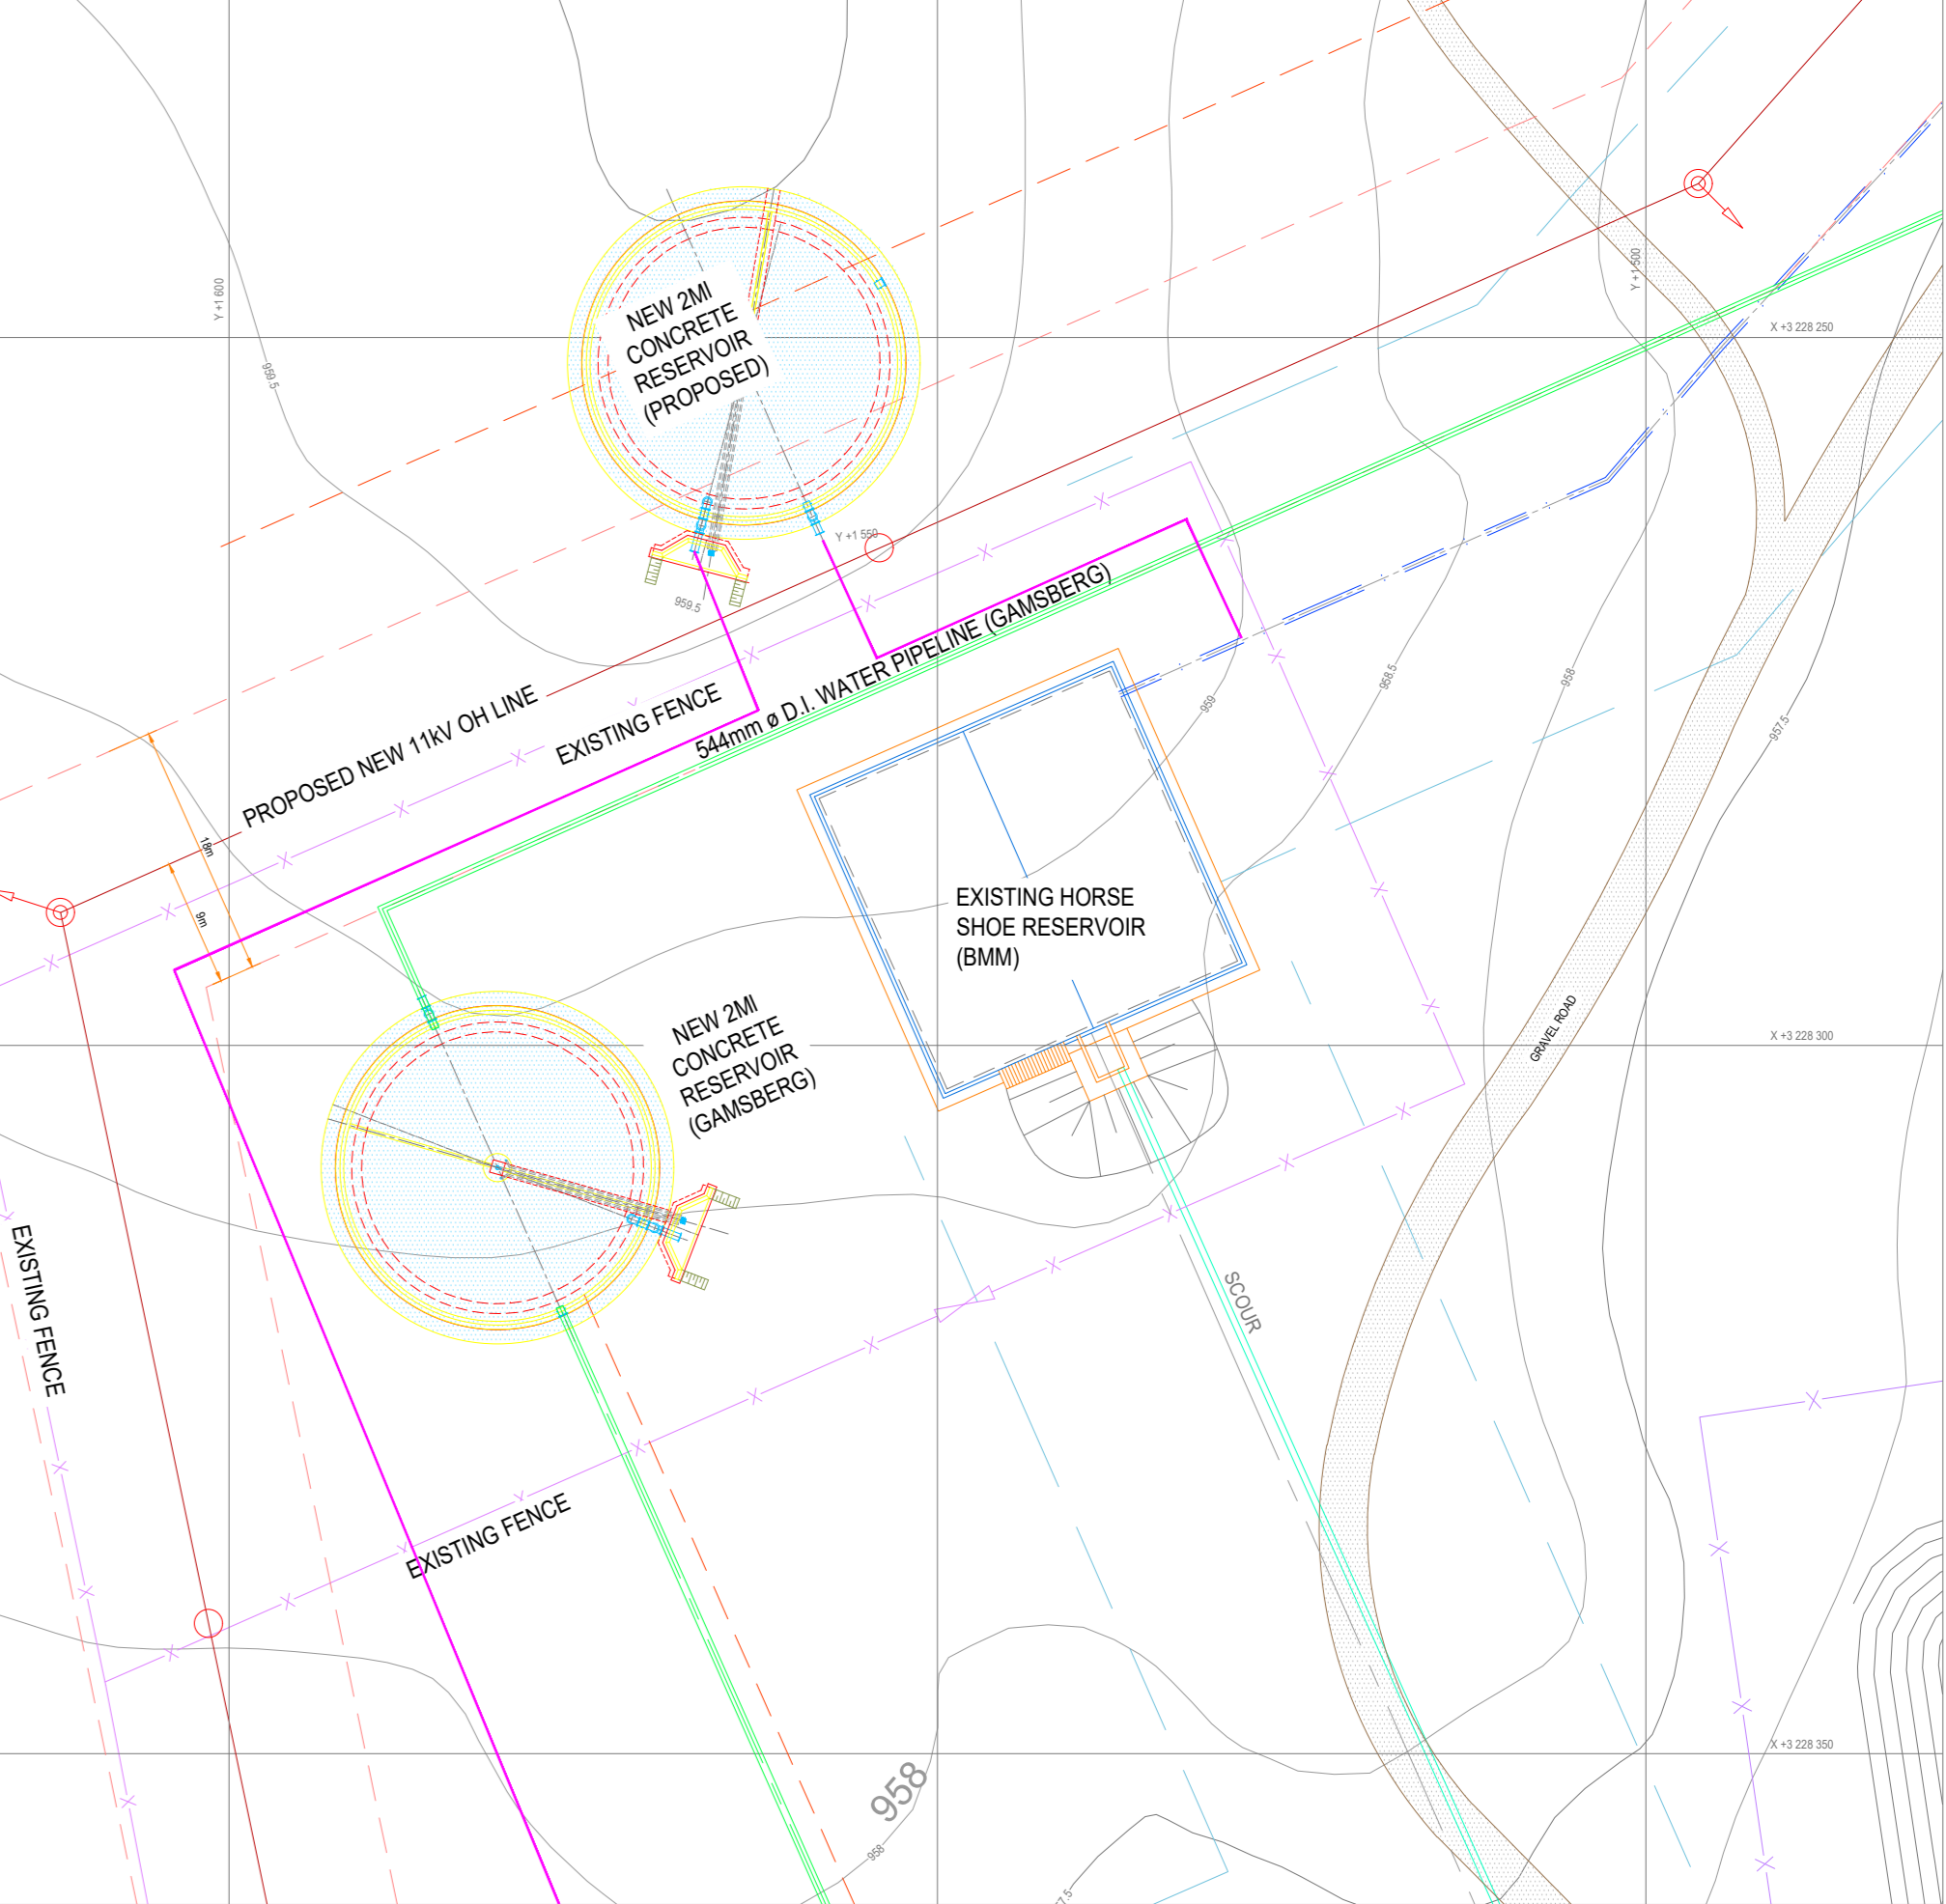 Y +1 600
959.5
NEW 2Ml
CONCRETE
RESERVOIR
(PROPOSED)
Y +1 500
X +3 228 250
Y +1 550
959.5
PROPOSED NEW 11kV OH LINE
EXISTING FENCE
544mm ø D.I. WATER PIPELINE (GAMSBERG)
959
958.5
958
957.5
18m
9m
EXISTING HORSE
SHOE RESERVOIR
(BMM)
NEW 2Ml
CONCRETE
RESERVOIR
(GAMSBERG)
GRAVEL ROAD
X +3 228 300
EXISTING FENCE
SCOUR
EXISTING FENCE
X +3 228 350
958
958
7.5